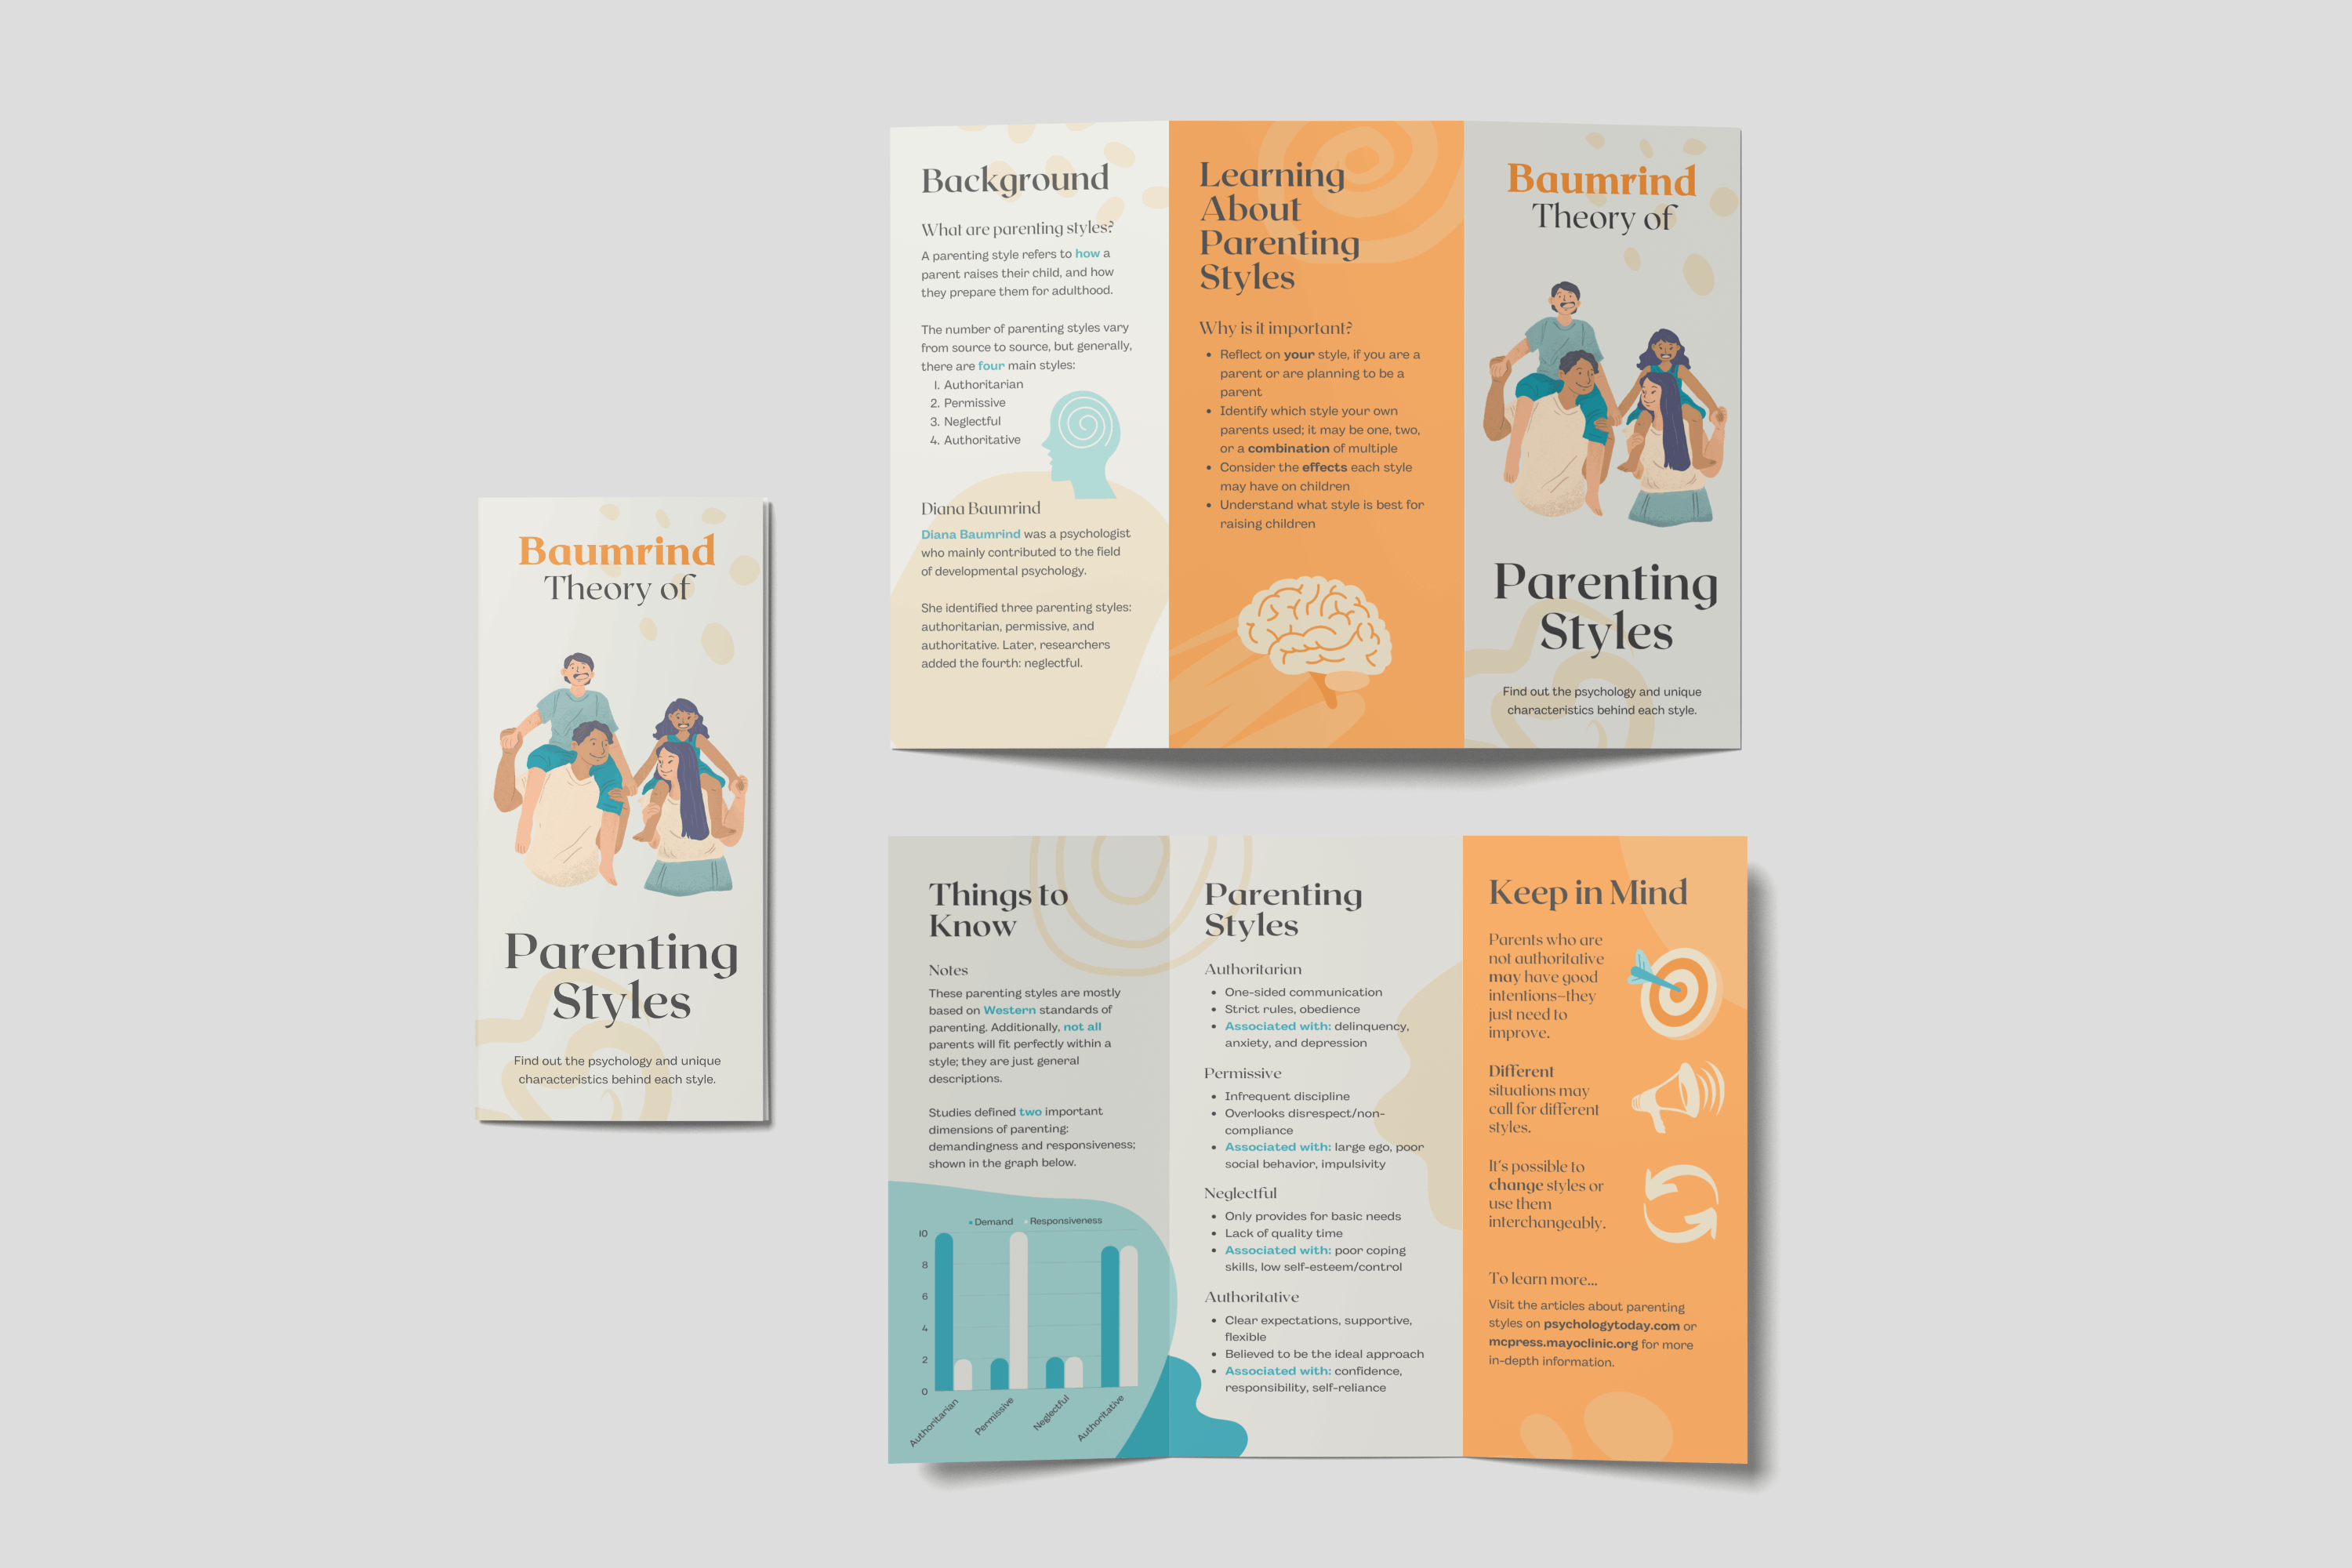 Baumrind
Theory of
Parenting
Styles
Find out the psychology and unique
characteristics behind each style.
Background
What are parenting styles?
A parenting style refers to how a
parent raises their child, and how
they prepare them for adulthood.
The number of parenting styles vary
from source to source, but generally,
there are four main styles:
1. Authoritarian
2. Permissive
3. Neglectful
4. Authoritative
Diana Baumrind
Diana Baumrind was a psychologist
who mainly contributed to the field
of developmental psychology.
She identified three parenting styles:
authoritarian, permissive, and
authoritative. Later, researchers
added the fourth: neglectful.
Learning
About
Parenting
Styles
Why is it important?
• Reflect on your style, if you are a
parent or are planning to be a
parent
• Identify which style your own
parents used; it may be one, two,
or a combination of multiple
• Consider the effects each style
may have on children
• Understand what style is best for
raising children
Baumrind
Theory of
Parenting
Styles
Find out the psychology and unique
characteristics behind each style.
Things to
Know
Notes
These parenting styles are mostly
based on Western standards of
parenting. Additionally, not all
parents will fit perfectly within a
style; they are just general
descriptions.
Studies defined two important
dimensions of parenting:
demandingness and responsiveness;
shown in the graph below.
Demand Responsiveness
10
8
6
4
2
0
Authoritarian
Permissive
Neglectful
Authoritative
Parenting
Styles
Authoritarian
• One-sided communication
• Strict rules, obedience
• Associated with: delinquency,
anxiety, and depression
Permissive
• Infrequent discipline
• Overlooks disrespect/non-
compliance
• Associated with: large ego, poor
social behavior, impulsivity
Neglectful
• Only provides for basic needs
• Lack of quality time
• Associated with: poor coping
skills, low self-esteem/control
Authoritative
• Clear expectations, supportive,
flexible
• Believed to be the ideal approach
• Associated with: confidence,
responsibility, self-reliance
Keep in Mind
Parents who are
not authoritative
may have good
intentions–they
just need to
improve.
Different
situations may
call for different
styles.
It's possible to
change styles or
use them
interchangeably.
To learn more...
Visit the articles about parenting
styles on psychologytoday.com or
mcpress.mayoclinic.org for more
in-depth information.